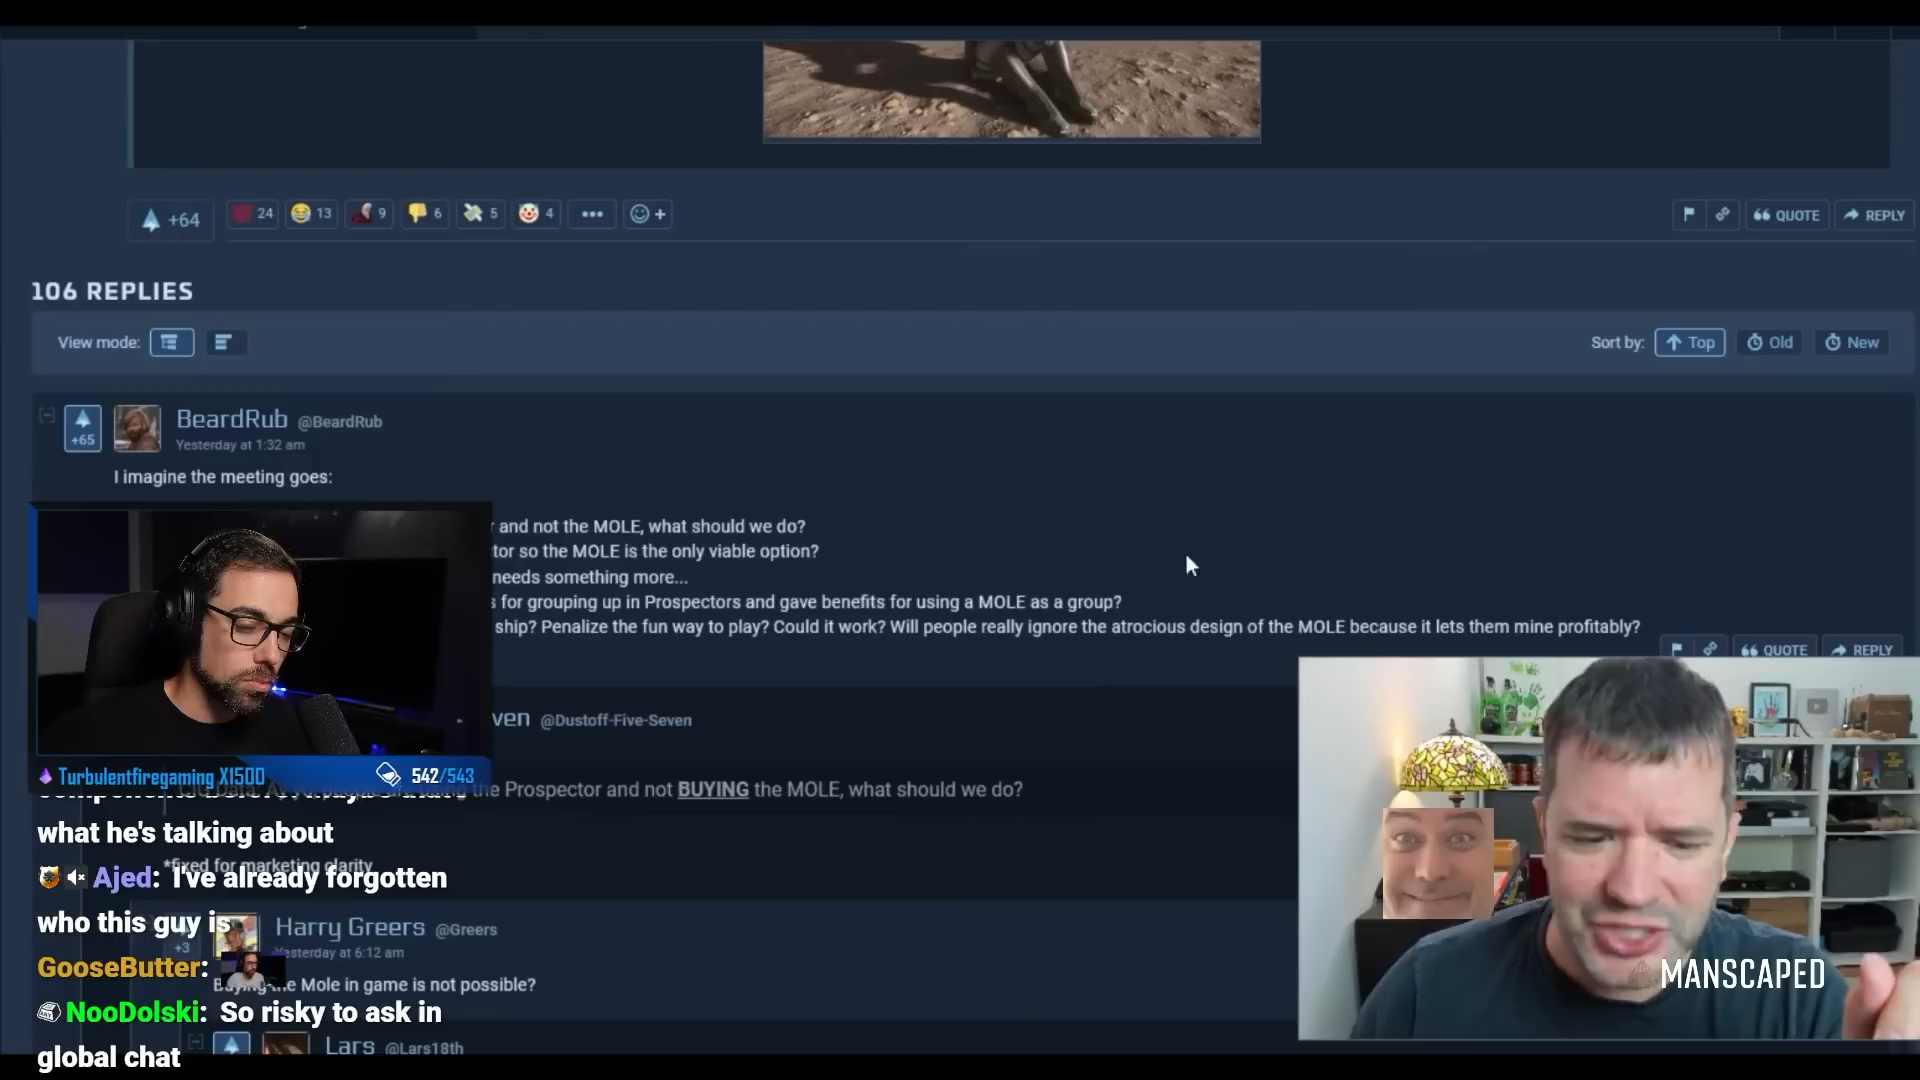 +64
24
13
9
6
5
4
QUOTE
REPLY
106 REPLIES
View mode:
Sort by:
Top
Old
New
+65
BeardRub @BeardRub
Yesterday at 1:32 am
I imagine the meeting goes:
and not the MOLE, what should we do?
tor so the MOLE is the only viable option?
needs something more...
s for grouping up in Prospectors and gave benefits for using a MOLE as a group?
ship? Penalize the fun way to play? Could it work? Will people really ignore the atrocious design of the MOLE because it lets them mine profitably?
QUOTE
REPLY
ven @Dustoff-Five-Seven
Turbulentfiregaming X1500
542/543
the Prospector and not BUYING the MOLE, what should we do?
what he's talking about
*fixed for marketing clarity
Ajed: I've already forgotten
who this guy is
+3
Harry Greers @Greers
Yesterday at 6:12 am
GooseButter:
Mole in game is not possible?
MANSCAPED
NooDolski: So risky to ask in
global chat
Lars @Lars18th